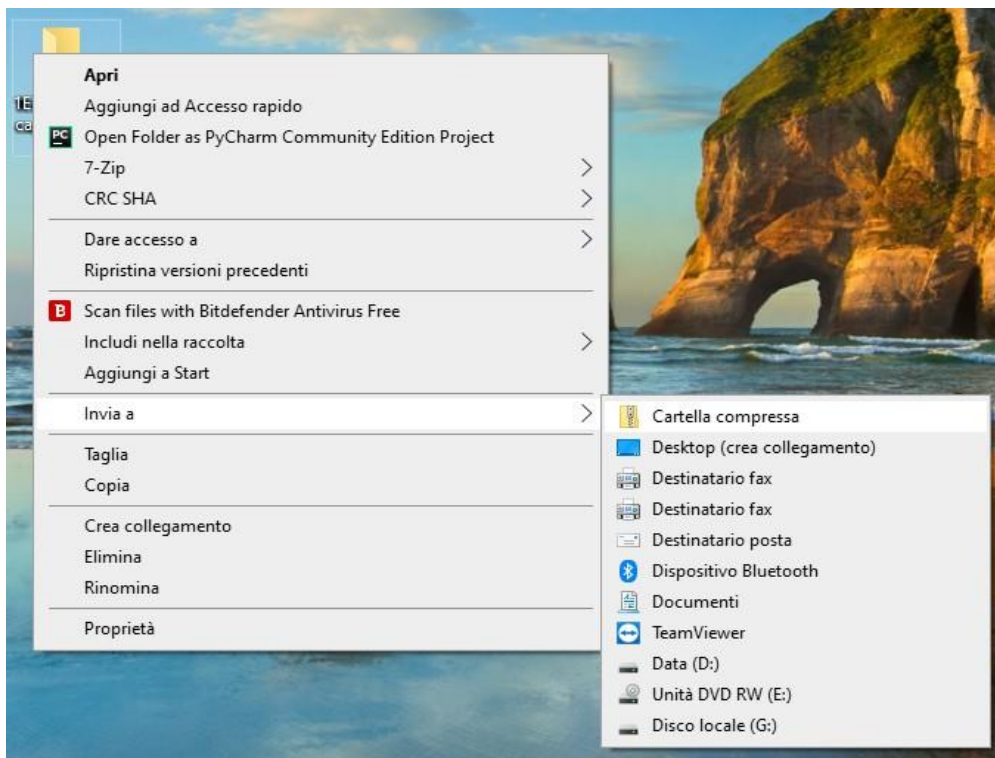 Apri
Aggiungi ad Accesso rapido
PC Open Folder as PyCharm Community Edition Project
7-Zip
CRC SHA
Dare accesso a
Ripristina versioni precedenti
B Scan files with Bitdefender Antivirus Free
Includi nella raccolta
Aggiungi a Start
Invia a
Taglia
Copia
Crea collegamento
Elimina
Rinomina
Proprietà
Cartella compressa
Desktop (crea collegamento)
Destinatario fax
Destinatario fax
Destinatario posta
Dispositivo Bluetooth
Documenti
TeamViewer
Data (D:)
Unità DVD RW (E:)
Disco locale (G:)